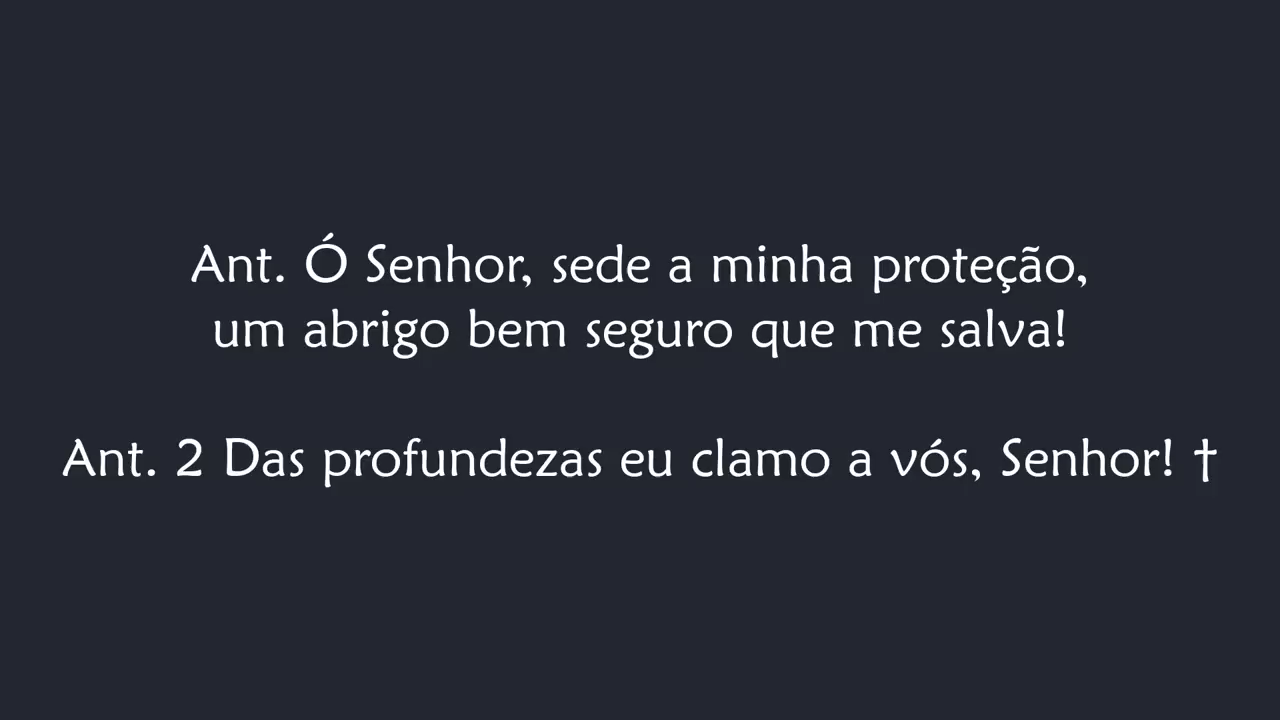 Ant. Ó Senhor, sede a minha proteção,
um abrigo bem seguro que me salva!
Ant. 2 Das profundezas eu clamo a vós, Senhor! †